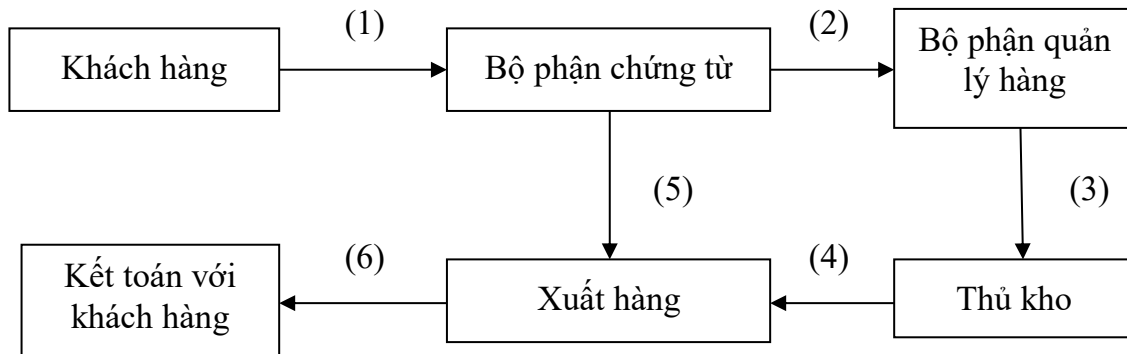 (1)
(2)
Khách hàng
Bộ phận chứng từ
Bộ phận quản
lý hàng
(5)
(3)
Kết toán với
khách hàng
(6)
Xuất hàng
(4)
Thủ kho